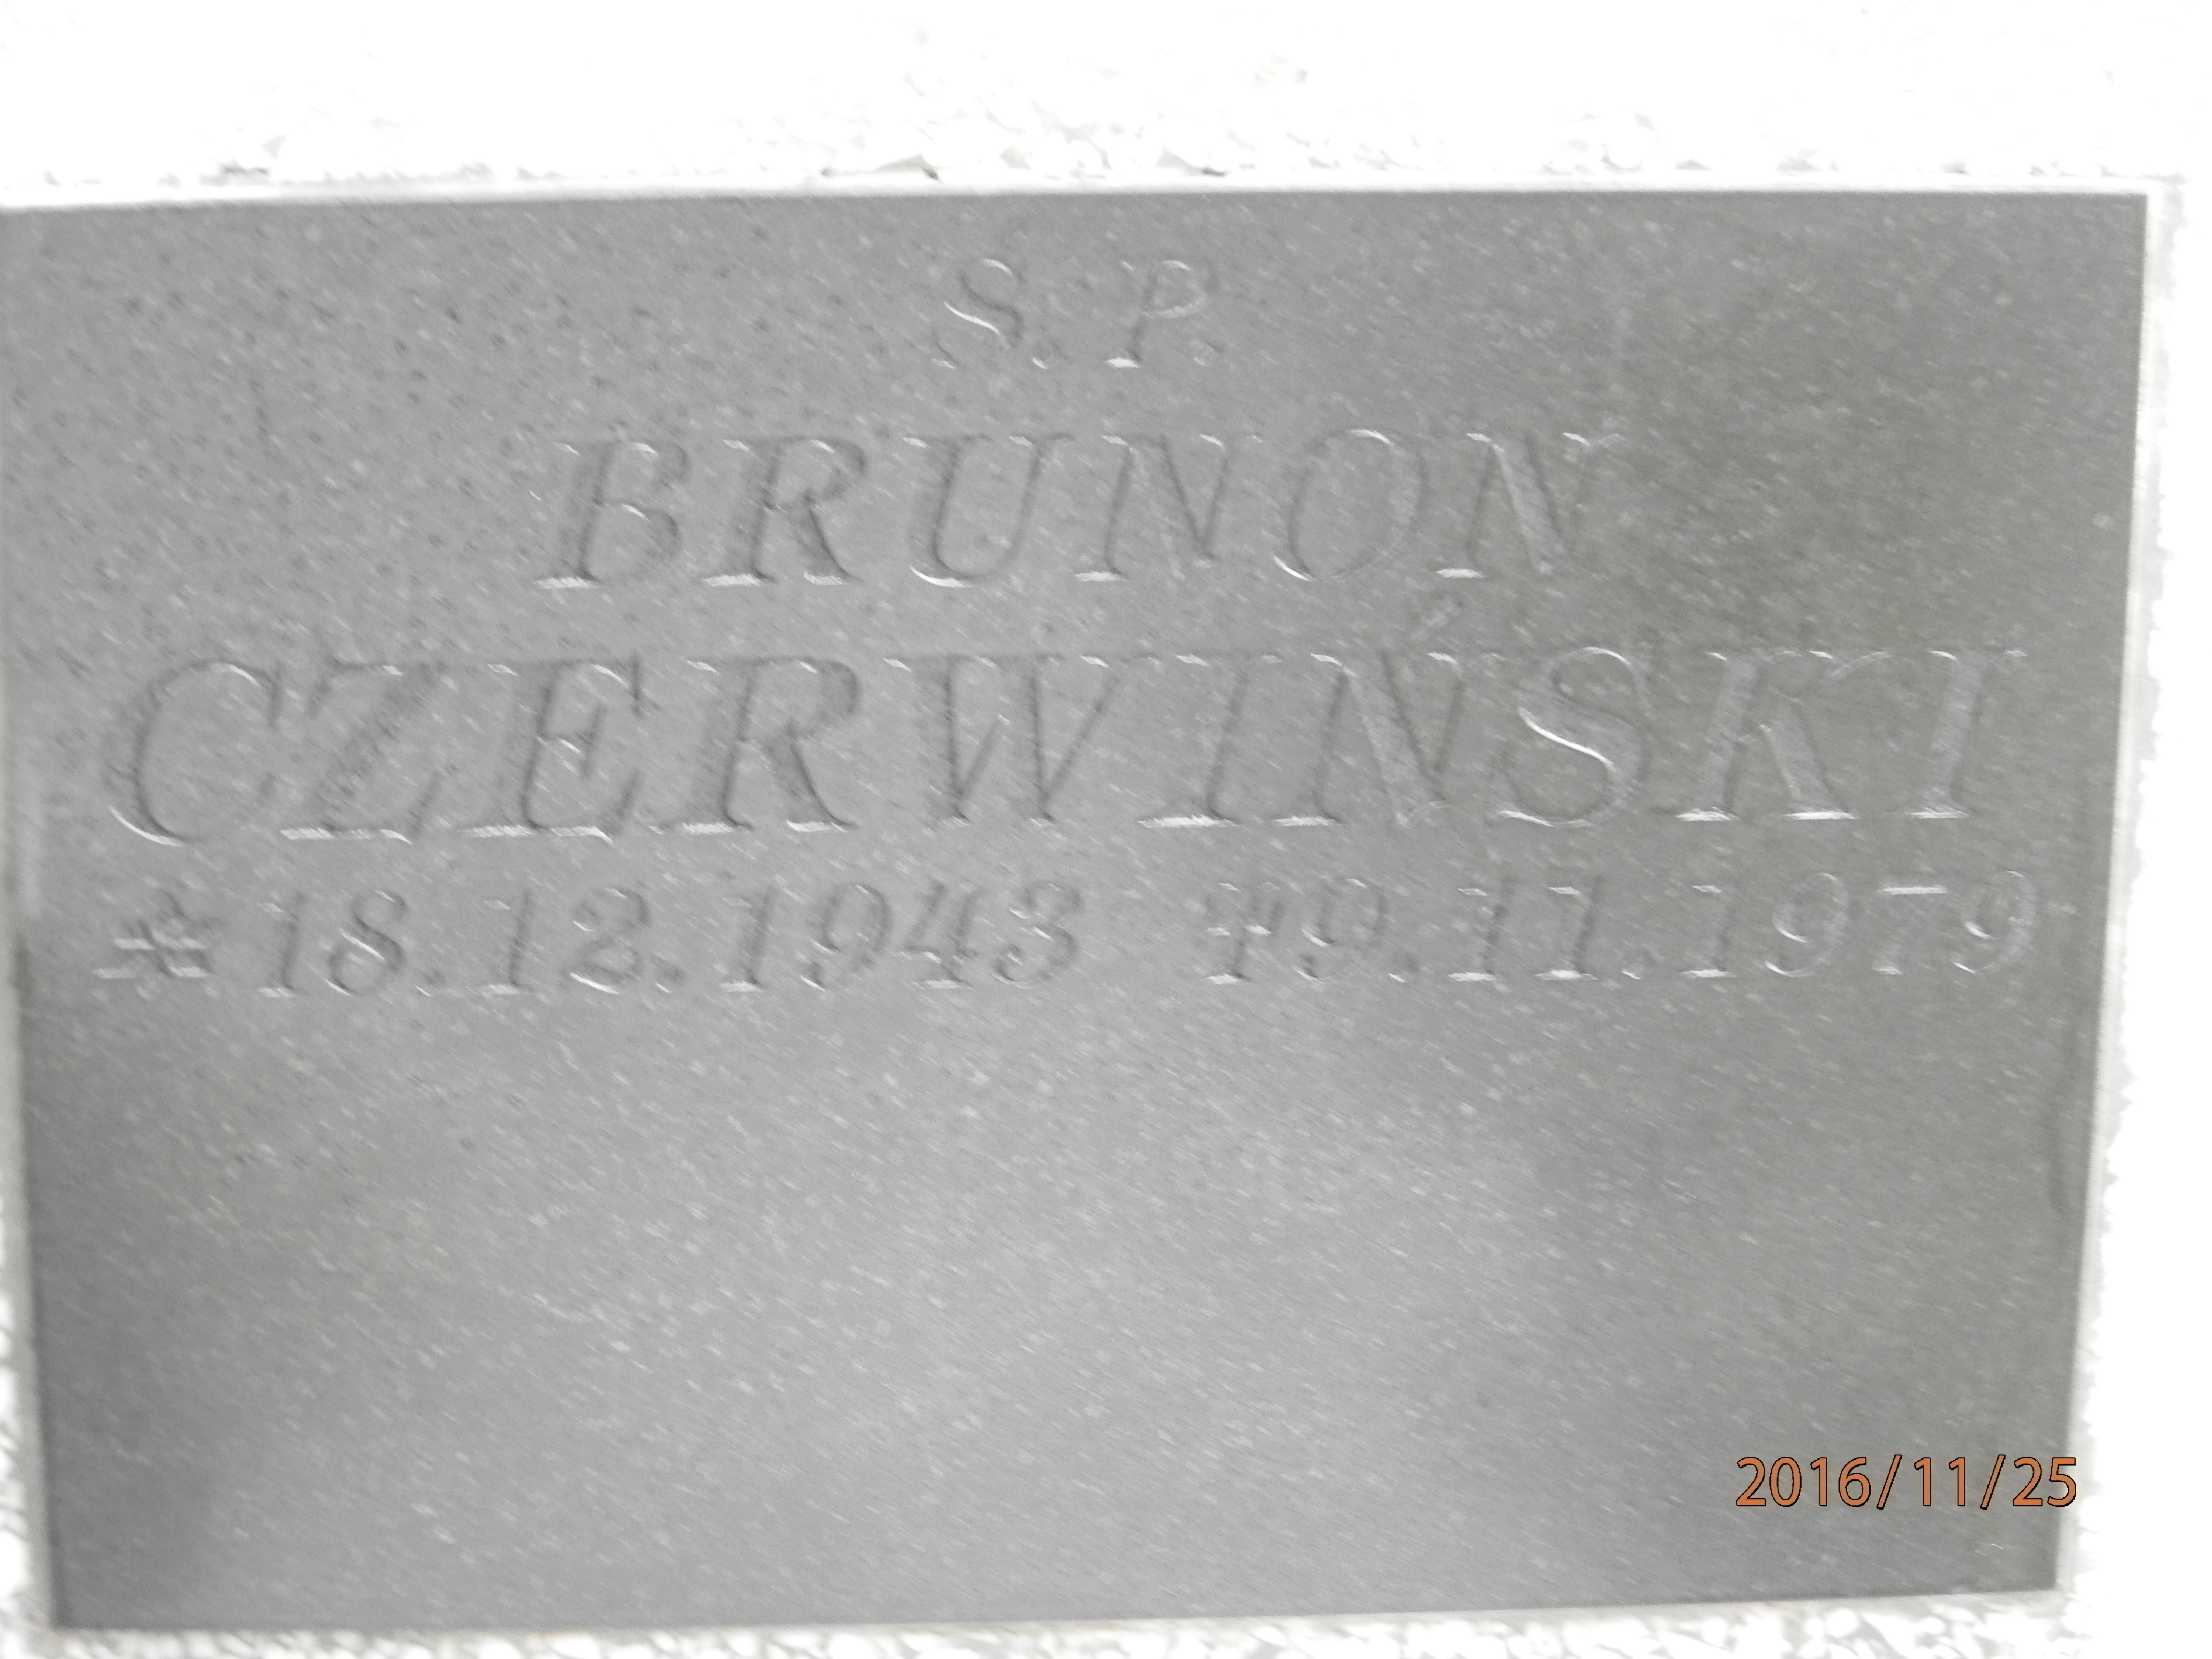 S. P.
BRUNON
CZERWIŃSKI
* 18.12.1943 †9.11.1979
2016/11/25